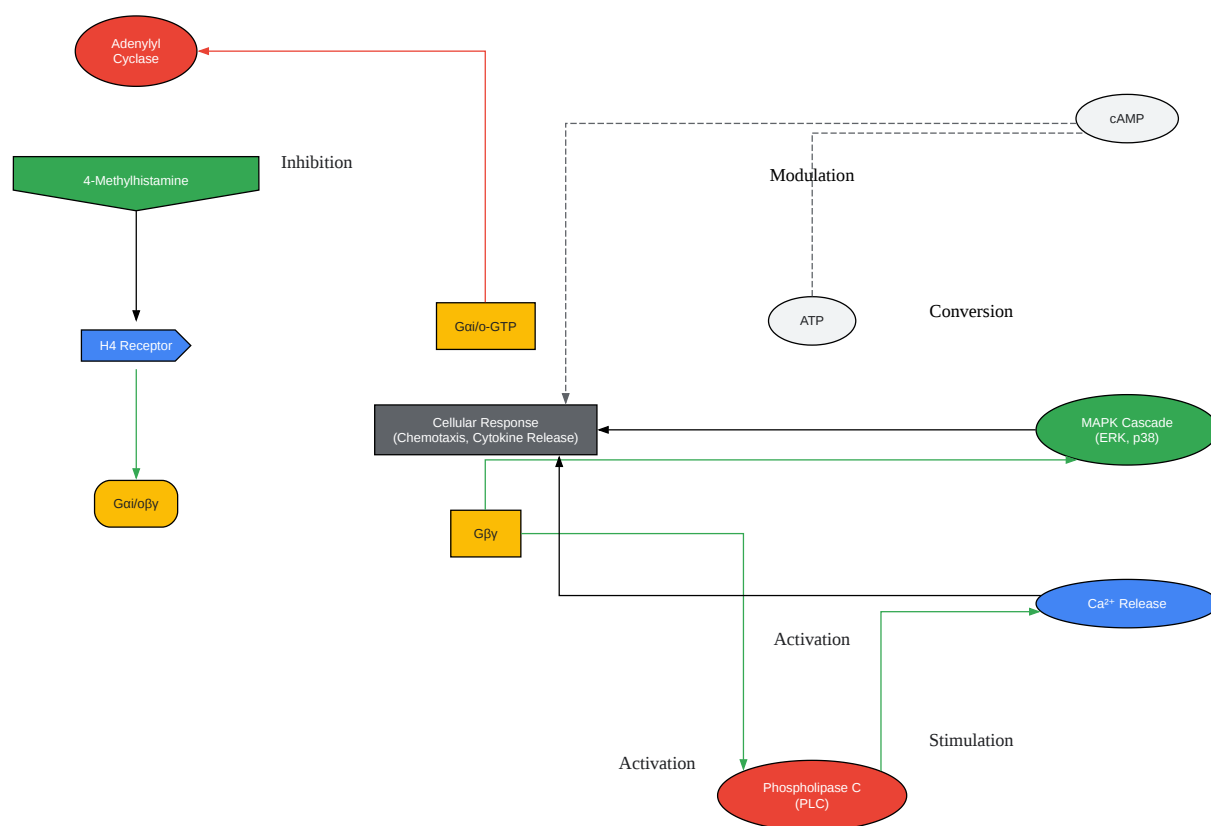 Adenylyl
Cyclase
cAMP
Inhibition
4-Methylhistamine
Modulation
Conversion
Gαi/o-GTP
ATP
H4 Receptor
Cellular Response
(Chemotaxis, Cytokine Release)
MAPK Cascade
(ERK, p38)
Gαi/oβγ
Gβγ
Ca²⁺ Release
Activation
Stimulation
Activation
Phospholipase C
(PLC)